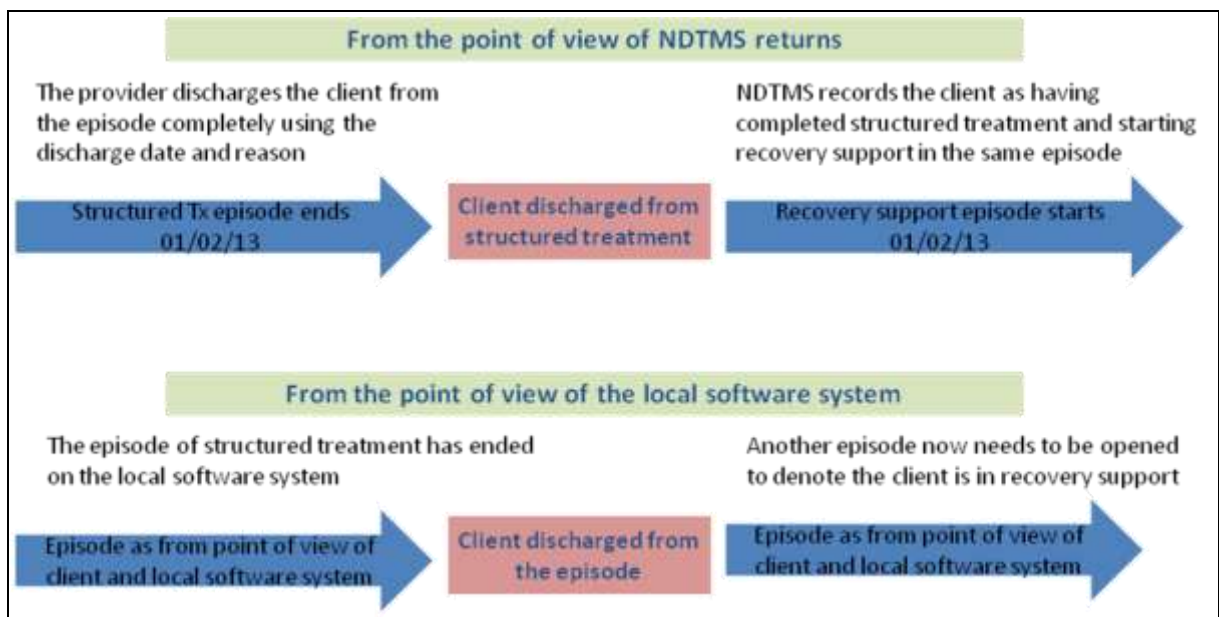 From the point of view of NDTMS returns
The provider discharges the client from
the episode completely using the
discharge date and reason
NDTMS records the client as having
completed structured treatment and starting
recovery support in the same episode
Structured Tx episode ends
01/02/13
Client discharged from
structured treatment
Recovery support episode starts
01/02/13
From the point of view of the local software system
The episode of structured treatment has ended
on the local software system
Another episode now needs to be opened
to denote the client is in recovery support
Episode as from point of view of
client and local software system
Client discharged from
the episode
Episode as from point of view of
client and local software system